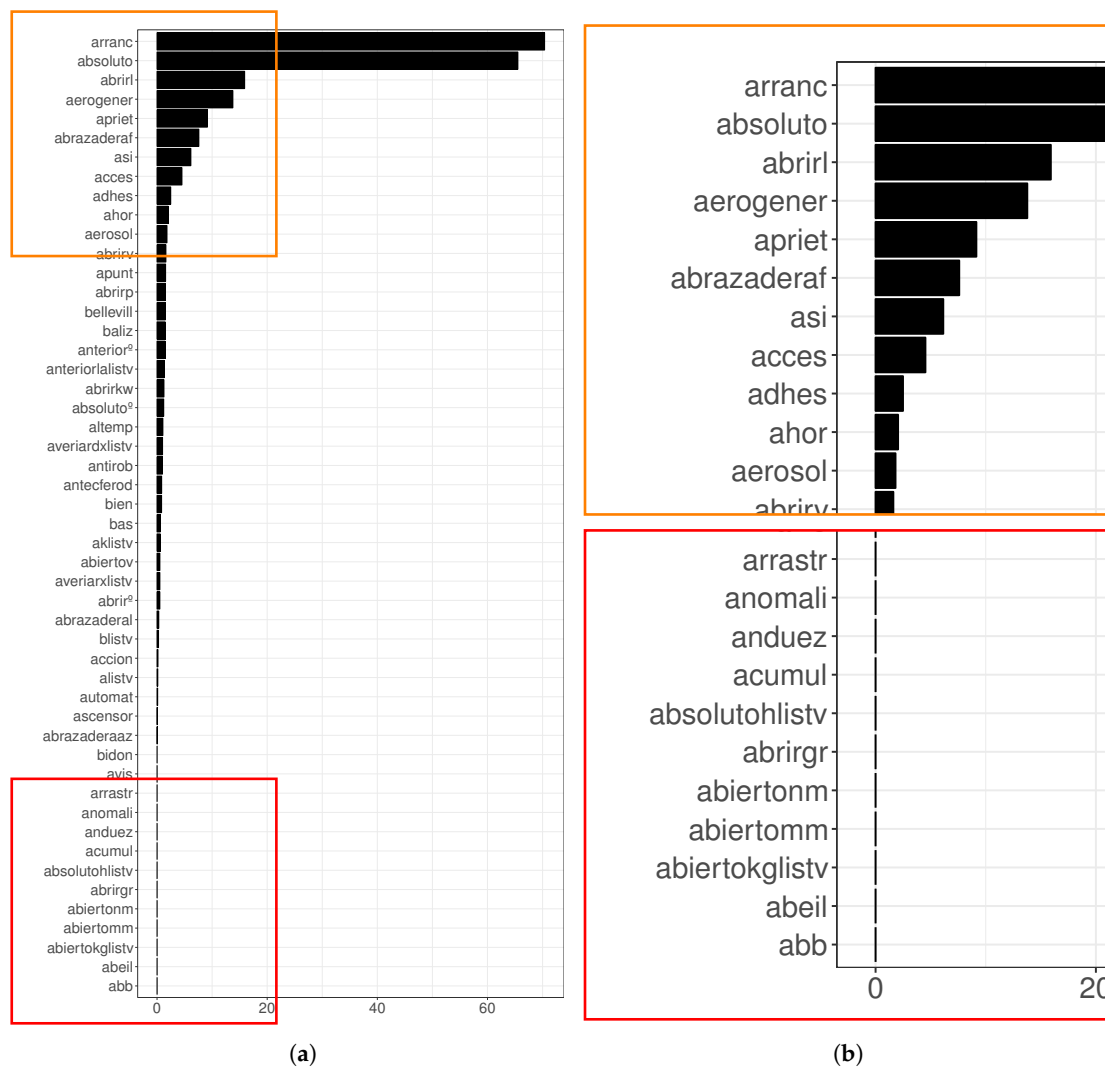 arranc
absoluto
abrirl
aerogener
apriet
abrazaderaf
asi
acces
adhes
ahor
aerosol
abrirv
apunt
abrirp
bellevill
baliz
anteriorº
anteriorlalistv
abrirkw
absolutoº
altemp
averiardxlistv
antirob
antecferod
bien
bas
aklistv
abiertov
averiarxlistv
abrirº
abrazaderal
blistv
accion
alistv
automat
ascensor
abrazaderaaz
bidon
avis
arrastr
anomali
anduez
acumul
absolutohlistv
abrirgr
abiertonm
abiertomm
abiertokglistv
abeil
abb
0 20 40 60
(a)
arranc
absoluto
abrirl
aerogener
apriet
abrazaderaf
asi
acces
adhes
ahor
aerosol
abrirv
arrastr
anomali
anduez
acumul
absolutohlistv
abrirgr
abiertonm
abiertomm
abiertokglistv
abeil
abb
0 20
(b)